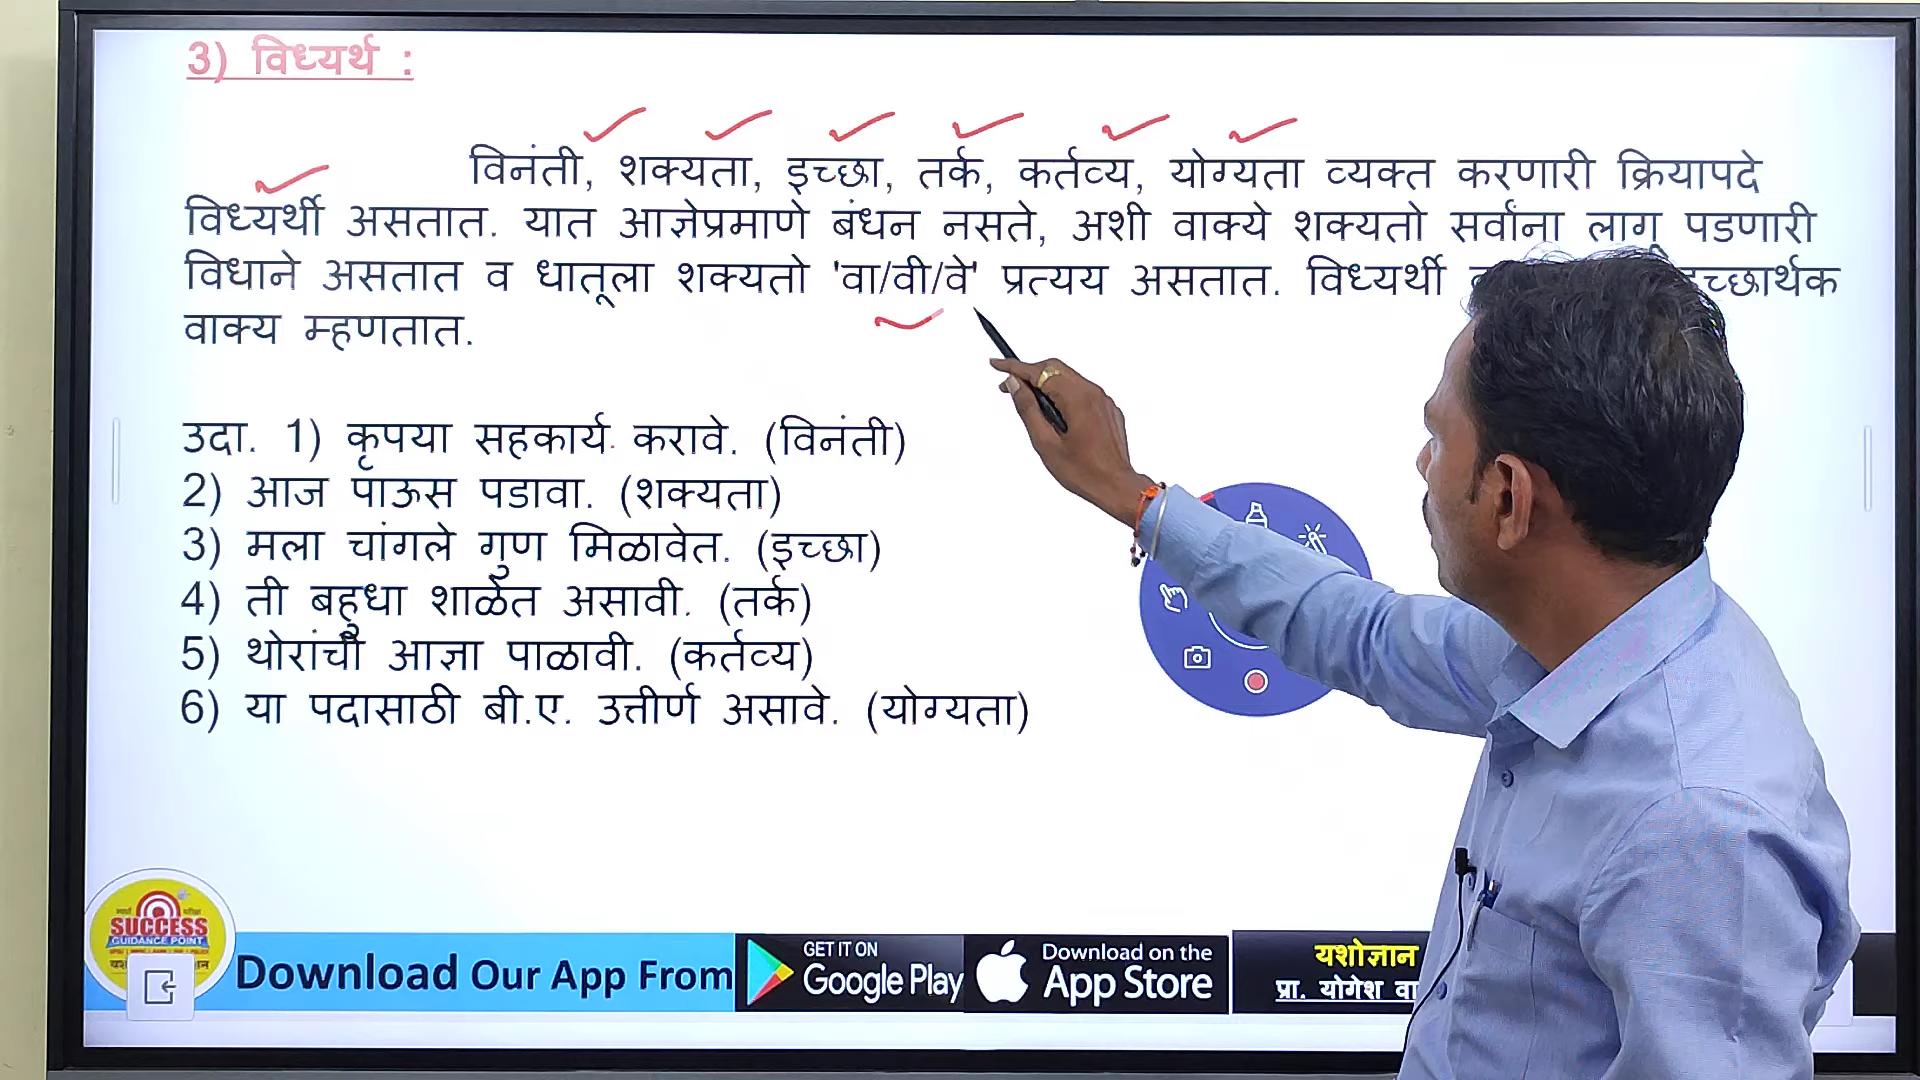 3) विध्यर्थ :
विनंती, शक्यता, इच्छा, तर्क, कर्तव्य, योग्यता व्यक्त करणारी क्रियापदे
विध्यर्थी असतात. यात आज्ञेप्रमाणे बंधन नसते, अशी वाक्ये शक्यतो सर्वांना लागू पडणारी
विधाने असतात व धातूला शक्यतो 'वा/वी/वे' प्रत्यय असतात. विध्यर्थी
वाक्य म्हणतात.
उदा. 1) कृपया सहकार्य करावे. (विनंती)
2) आज पाऊस पडावा. (शक्यता)
3) मला चांगले गुण मिळावेत. (इच्छा)
4) ती बहुधा शाळेत असावी. (तर्क)
5) थोरांची आज्ञा पाळावी. (कर्तव्य)
6) या पदासाठी बी.ए. उत्तीर्ण असावे. (योग्यता)
SUCCESS
GUIDANCE POINT
Download Our App From
GET IT ON
Google Play
Download on the
App Store
यशोज्ञान
प्रा. योगेश